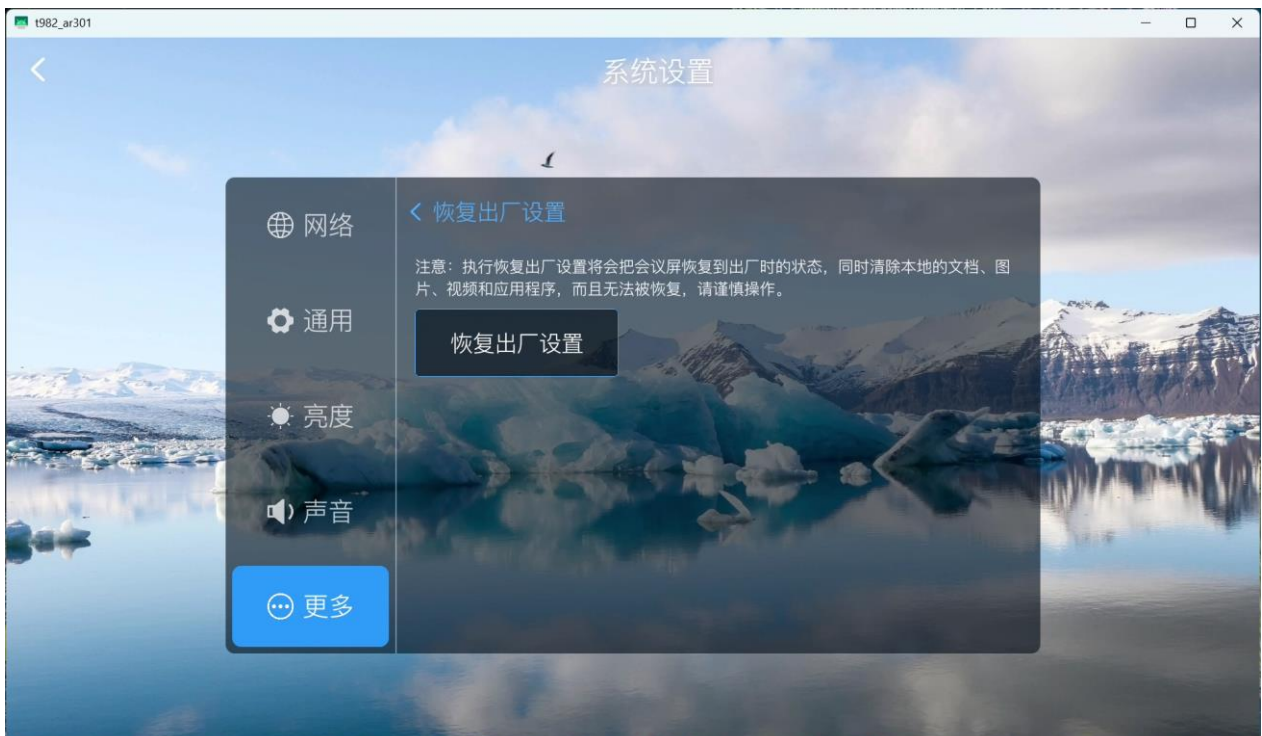 t982_ar301
系统设置
网络
通用
亮度
声音
更多
恢复出厂设置
注意：执行恢复出厂设置将会把会议屏恢复到出厂时的状态，同时清除本地的文档、图
片、视频和应用程序，而且无法被恢复，请谨慎操作。
恢复出厂设置